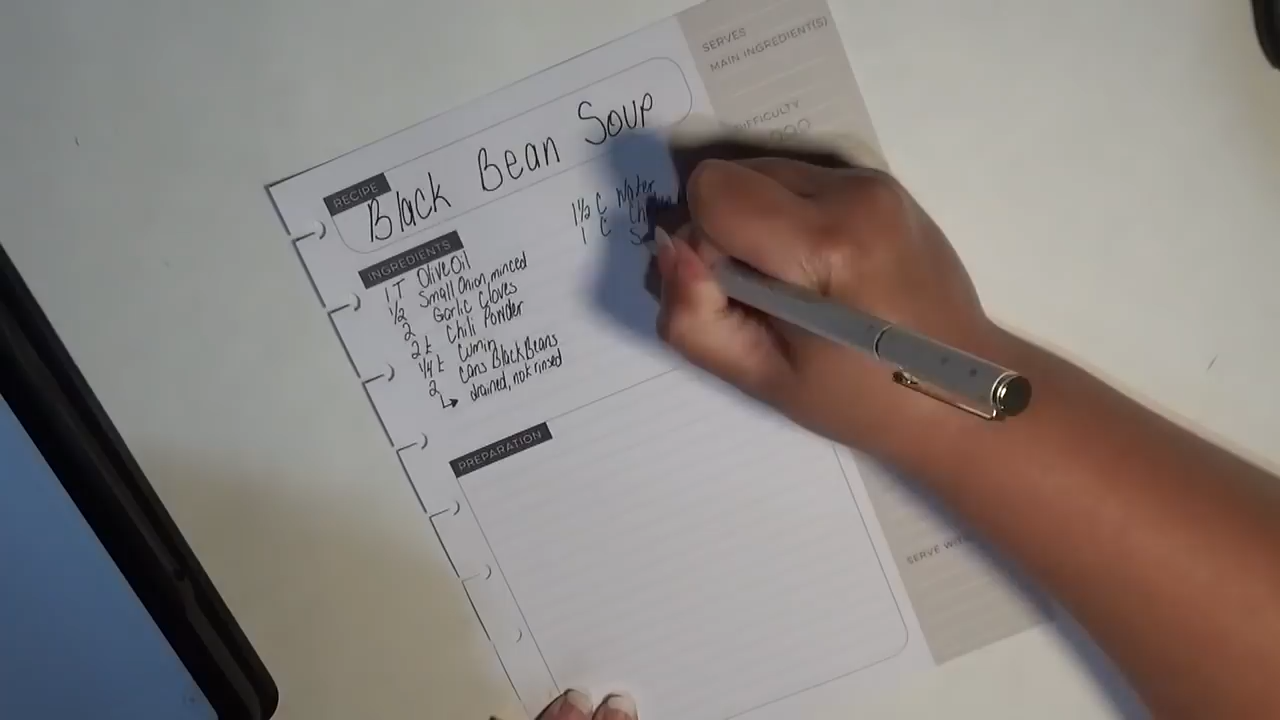 SERVES
MAIN INGREDIENT(S)
DIFFICULTY
RECIPE
Black Bean Soup
INGREDIENTS
1 T Olive Oil
1/2 Small Onion, minced
2 Garlic Cloves
2 t Chili Powder
1/4 t Cumin
2 Cans Black Beans
↳ drained, not rinsed
1 1/2 C Water
1 C
PREPARATION
SERVE